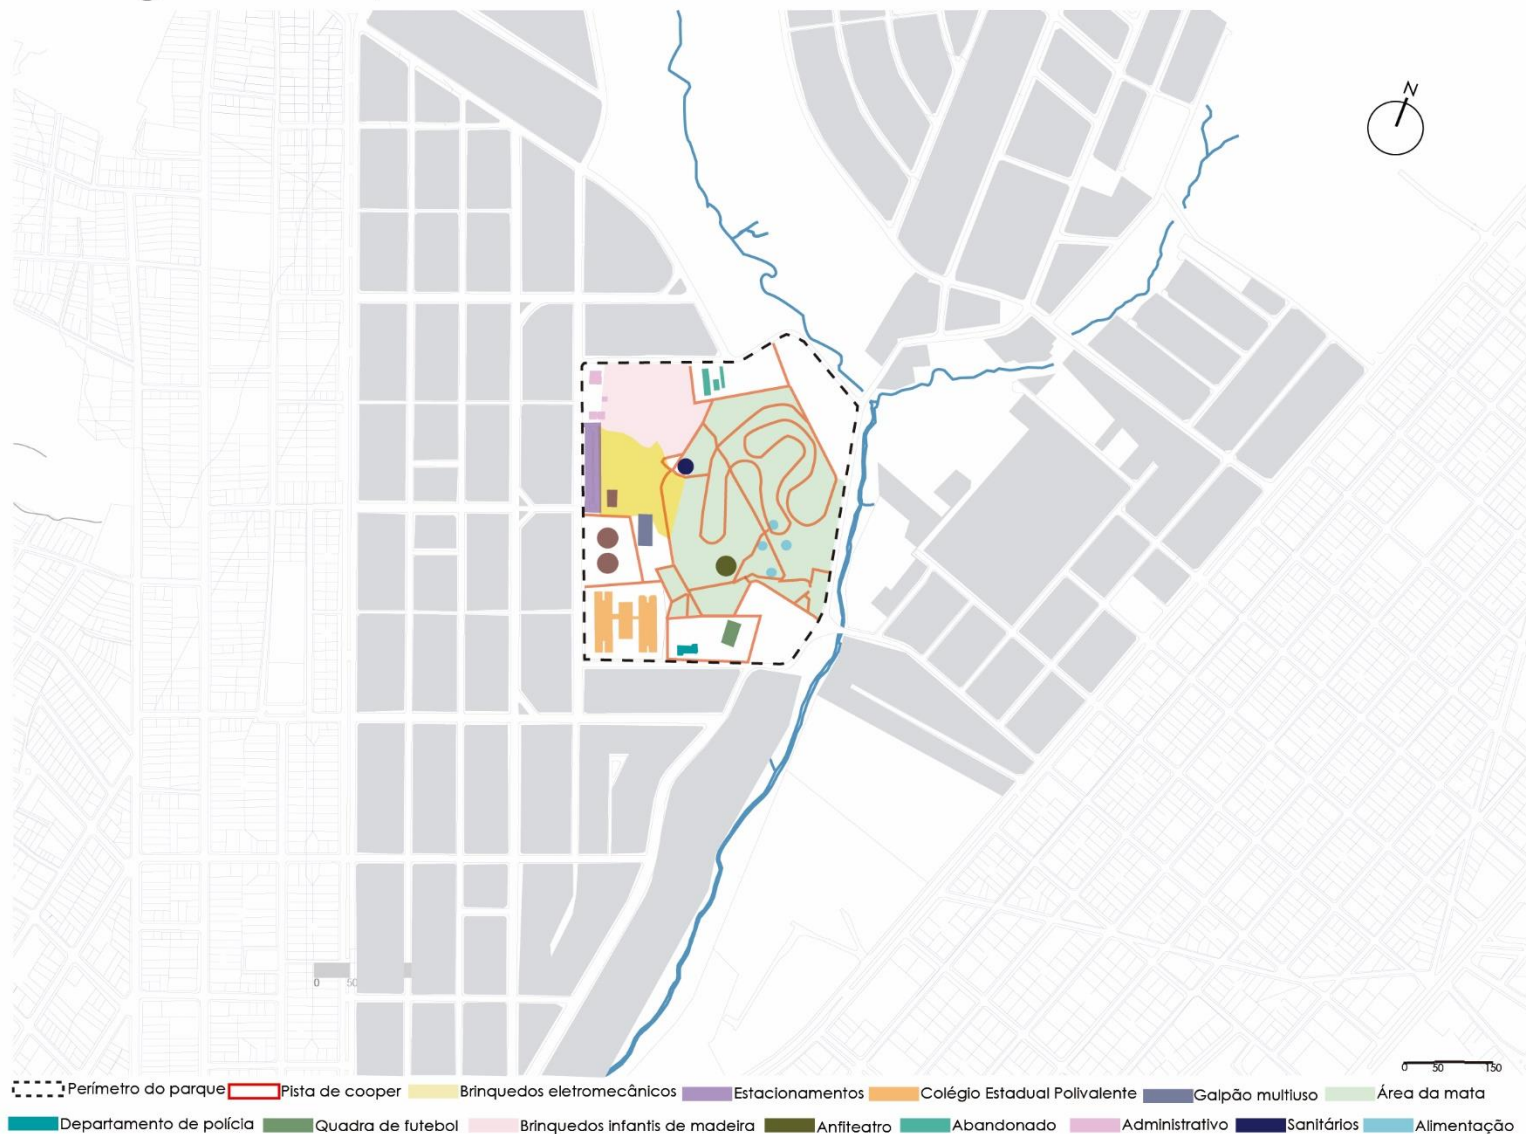 N
0 50
0 50 150
Perímetro do parque Pista de cooper Brinquedos eletromecânicos Estacionamentos Colégio Estadual Polivalente Galpão multiuso Área da mata
Departamento de polícia Quadra de futebol Brinquedos infantis de madeira Anfiteatro Abandonado Administrativo Sanitários Alimentação